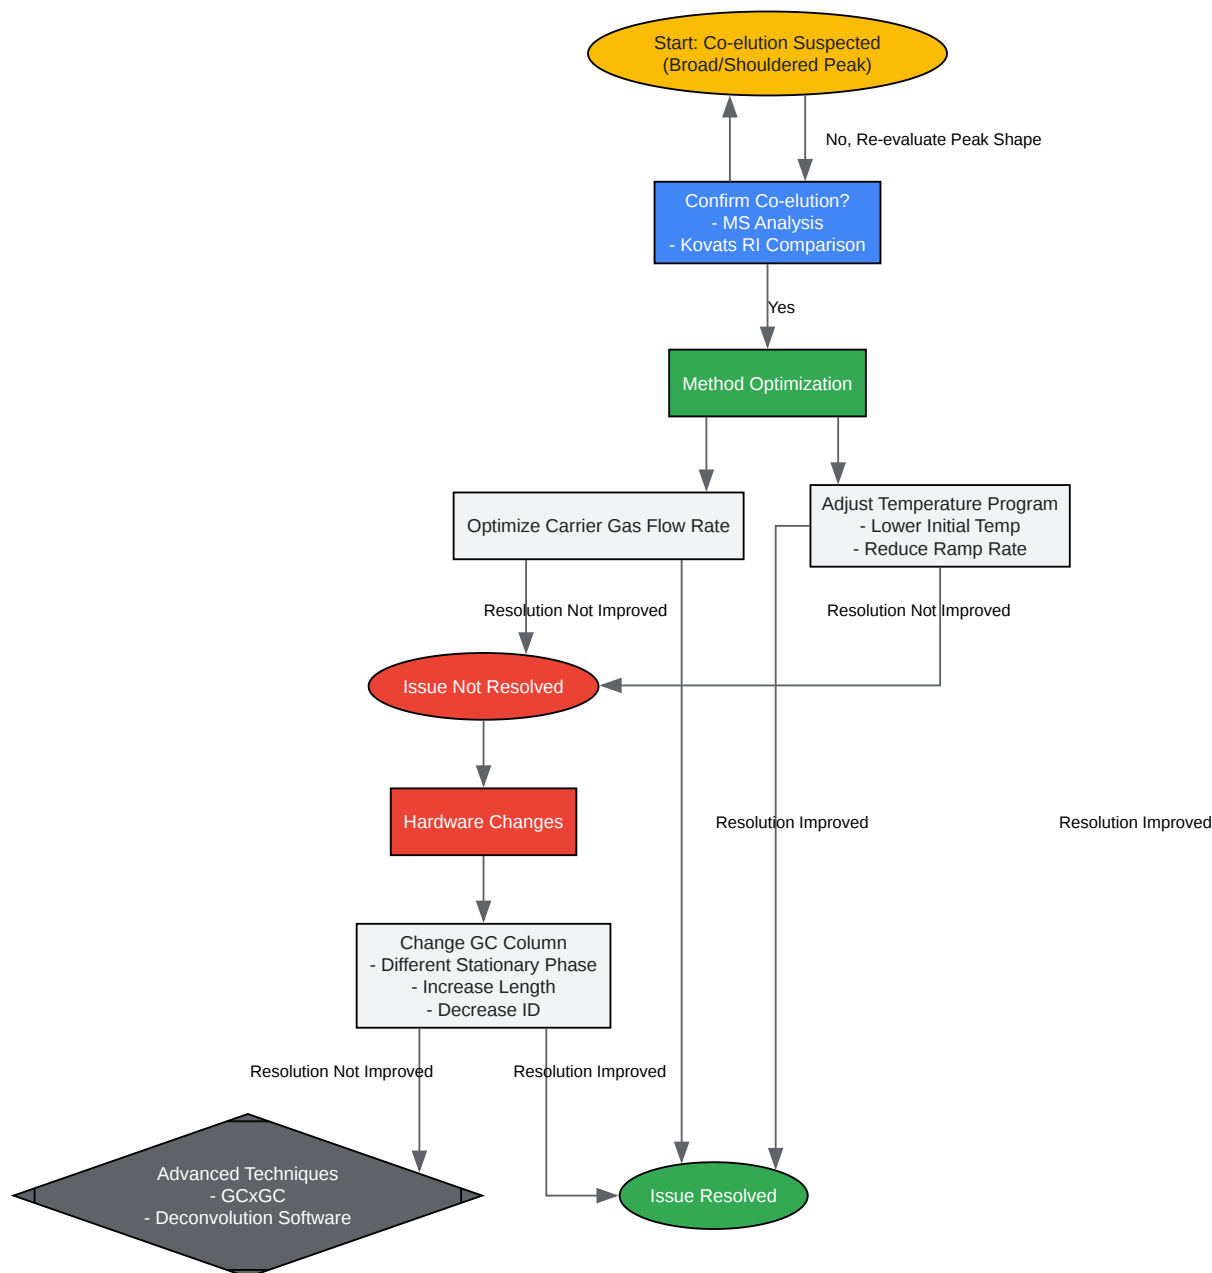 Start: Co-elution Suspected
(Broad/Shouldered Peak)
No, Re-evaluate Peak Shape
Confirm Co-elution?
- MS Analysis
- Kovats RI Comparison
Yes
Method Optimization
Optimize Carrier Gas Flow Rate
Adjust Temperature Program
- Lower Initial Temp
- Reduce Ramp Rate
Resolution Not Improved
Resolution Not Improved
Issue Not Resolved
Hardware Changes
Resolution Improved
Resolution Improved
Change GC Column
- Different Stationary Phase
- Increase Length
- Decrease ID
Resolution Not Improved
Resolution Improved
Advanced Techniques
- GCxGC
- Deconvolution Software
Issue Resolved